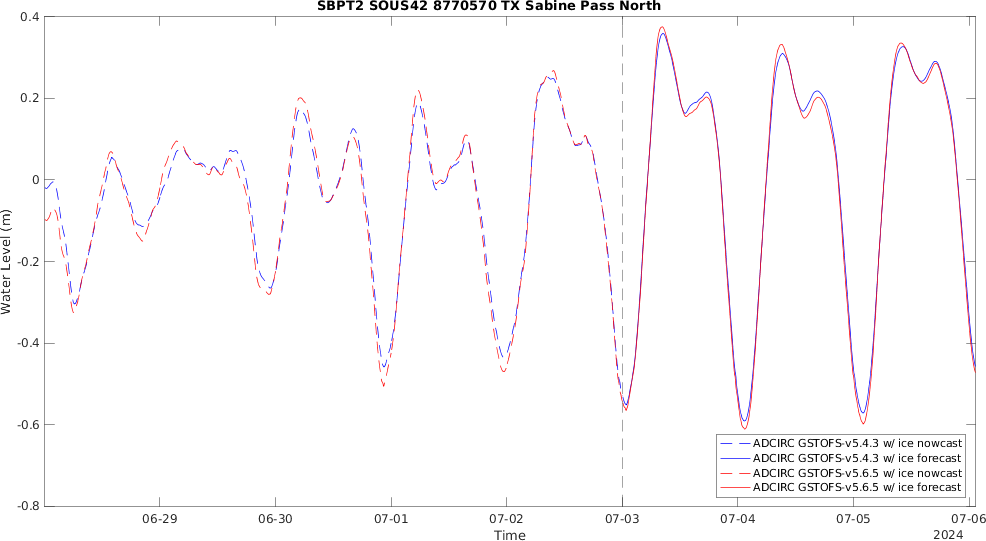 SBPT2 SOUS42 8770570 TX Sabine Pass North
0.4
0.2
0
-0.2
-0.4
-0.6
-0.8
Water Level (m)
06-29
06-30
07-01
07-02
07-03
07-04
07-05
07-06
Time
2024
ADCIRC GSTOFS-v5.4.3 w/ ice nowcast
ADCIRC GSTOFS-v5.4.3 w/ ice forecast
ADCIRC GSTOFS-v5.6.5 w/ ice nowcast
ADCIRC GSTOFS-v5.6.5 w/ ice forecast